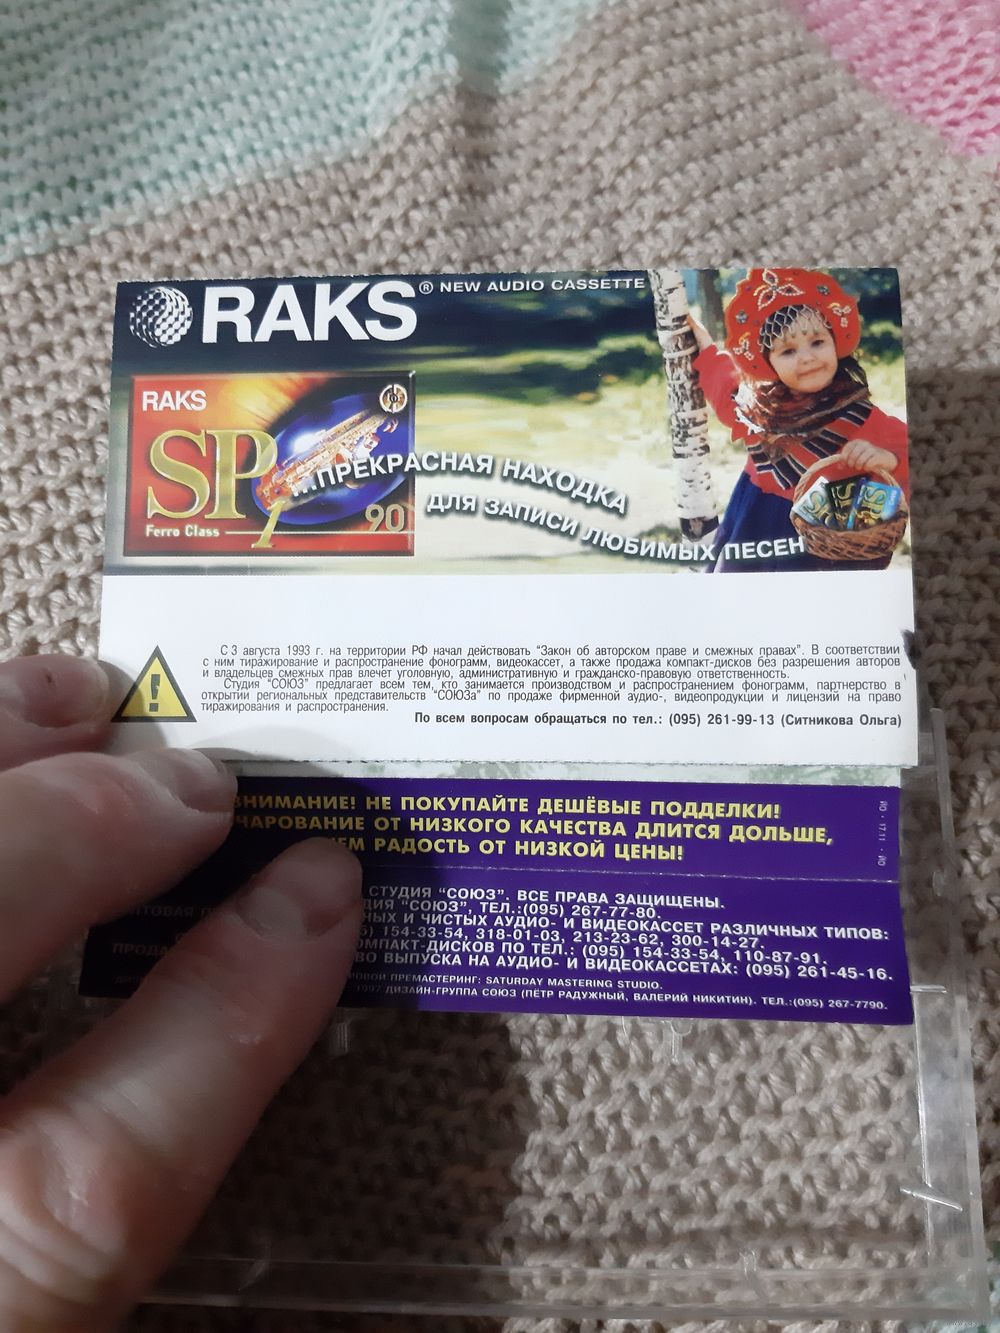 RAKS® NEW AUDIO CASSETTE
RAKS
SP1
Ferro Class
90
...ПРЕКРАСНАЯ НАХОДКА
ДЛЯ ЗАПИСИ ЛЮБИМЫХ ПЕСЕН
С 3 августа 1993 г. на территории РФ начал действовать "Закон об авторском праве и смежных правах". В соответствии
с ним тиражирование и распространение фонограмм, видеокассет, а также продажа компакт-дисков без разрешения авторов
и владельцев смежных прав влечет уголовную, административную и гражданско-правовую ответственность.
Студия "СОЮЗ" предлагает всем тем, кто занимается производством и распространением фонограмм, партнерство в
открытии региональных представительств "СОЮЗа" по продаже фирменной аудио-, видеопродукции и лицензий на право
тиражирования и распространения.
По всем вопросам обращаться по тел.: (095) 261-99-13 (Ситникова Ольга)
ВНИМАНИЕ! НЕ ПОКУПАЙТЕ ДЕШЁВЫЕ ПОДДЕЛКИ!
ЧАРОВАНИЕ ОТ НИЗКОГО КАЧЕСТВА ДЛИТСЯ ДОЛЬШЕ,
ЕМ РАДОСТЬ ОТ НИЗКОЙ ЦЕНЫ!
СТУДИЯ "СОЮЗ". ВСЕ ПРАВА ЗАЩИЩЕНЫ.
ДИЯ "СОЮЗ", ТЕЛ.:(095) 267-77-80.
НЫХ И ЧИСТЫХ АУДИО- И ВИДЕОКАССЕТ РАЗЛИЧНЫХ ТИПОВ:
5) 154-33-54, 318-01-03, 213-23-62, 300-14-27.
ОМПАКТ-ДИСКОВ ПО ТЕЛ.: (095) 154-33-54, 110-87-91.
ВО ВЫПУСКА НА АУДИО- И ВИДЕОКАССЕТАХ: (095) 261-45-16.
РОВОЙ ПРЕМАСТЕРИНГ: SATURDAY MASTERING STUDIO.
1997 ДИЗАЙН-ГРУППА СОЮЗ (ПЁТР РАДУЖНЫЙ, ВАЛЕРИЙ НИКИТИН). ТЕЛ.:(095) 267-7790.